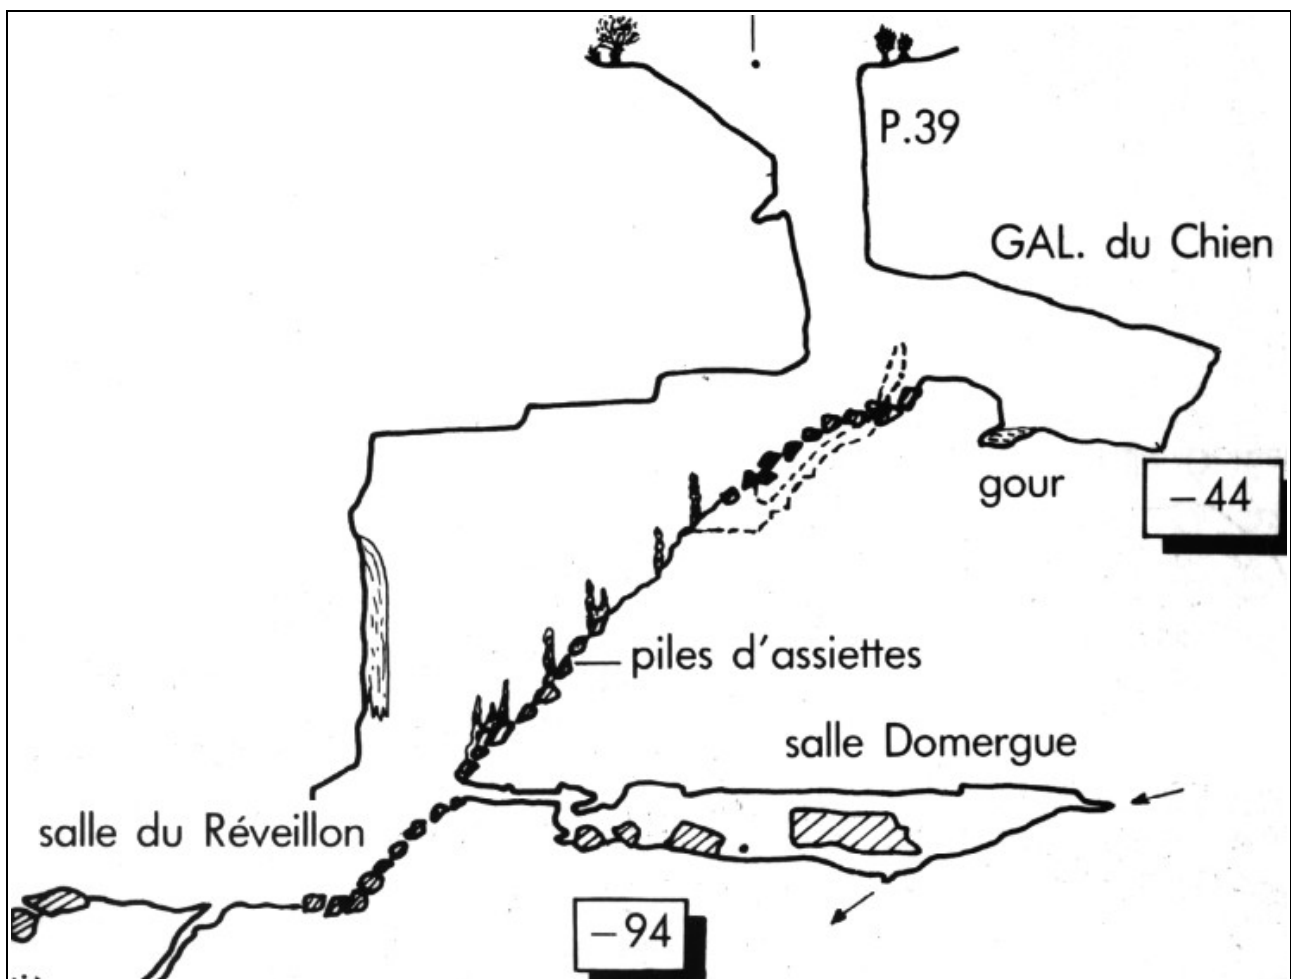 P.39
GAL. du Chien
gour
−44
piles d'assiettes
salle Domergue
salle du Réveillon
−94